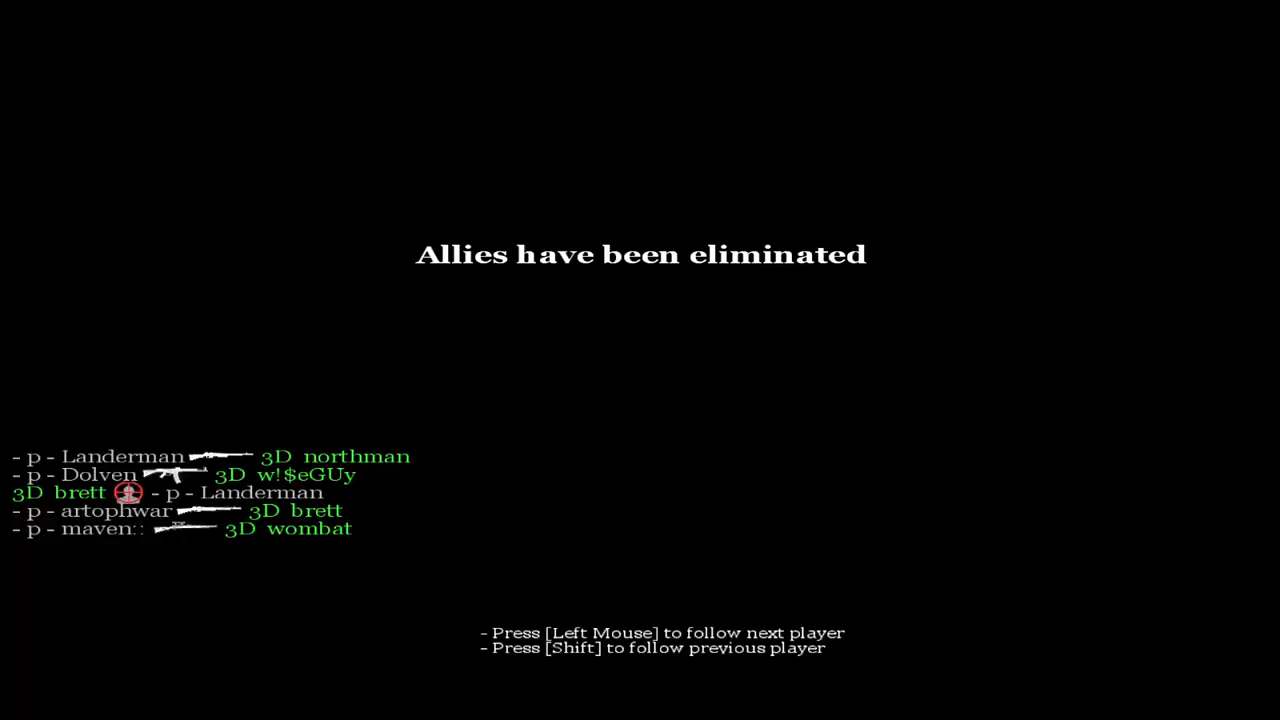 Allies have been eliminated
- p - Landerman 3D northman
- p - Dolven 3D w!$eGUy
3D brett - p - Landerman
- p - artophwar 3D brett
- p - maven:: 3D wombat
- Press [Left Mouse] to follow next player
- Press [Shift] to follow previous player